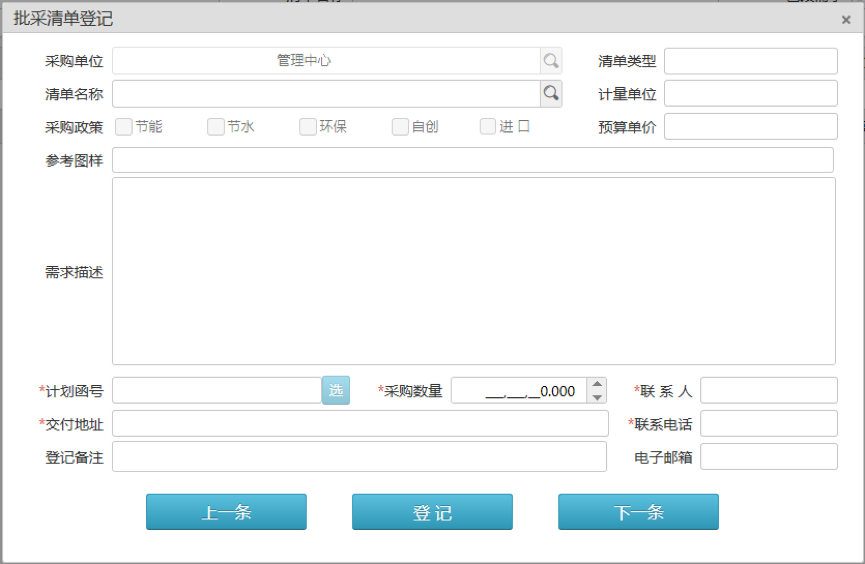 批采清单登记 ×
采购单位 管理中心 清单类型
清单名称 计量单位
采购政策 节能 节水 环保 自创 进 口 预算单价
参考图样
需求描述
*计划函号 选 *采购数量 __,__,_0.000 *联 系 人
*交付地址 *联系电话
登记备注 电子邮箱
上一条 登 记 下一条